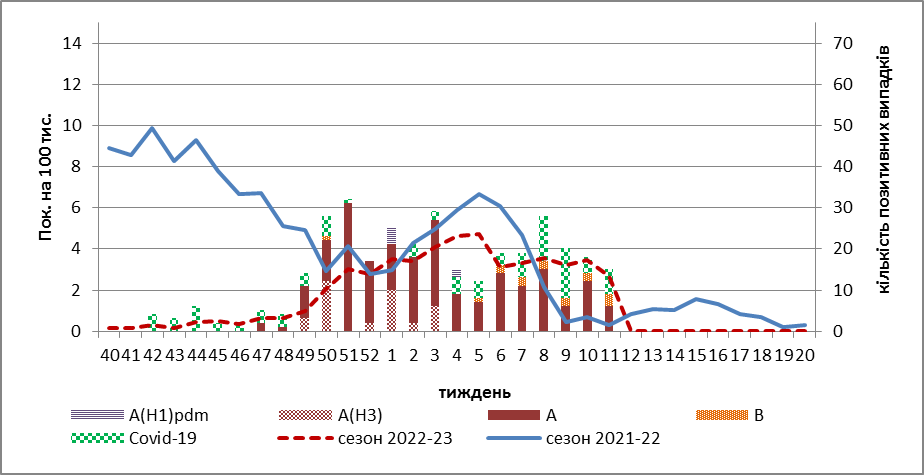 Пок. на 100 тис.
14
12
10
8
6
4
2
0
70
60
50
40
30
20
10
0
кількість позитивних випадків
40 41 42 43 44 45 46 47 48 49 50 51 52 1 2 3 4 5 6 7 8 9 10 11 12 13 14 15 16 17 18 19 20
тиждень
А(H1)pdm А(H3) А В
Covid-19 сезон 2022-23 сезон 2021-22